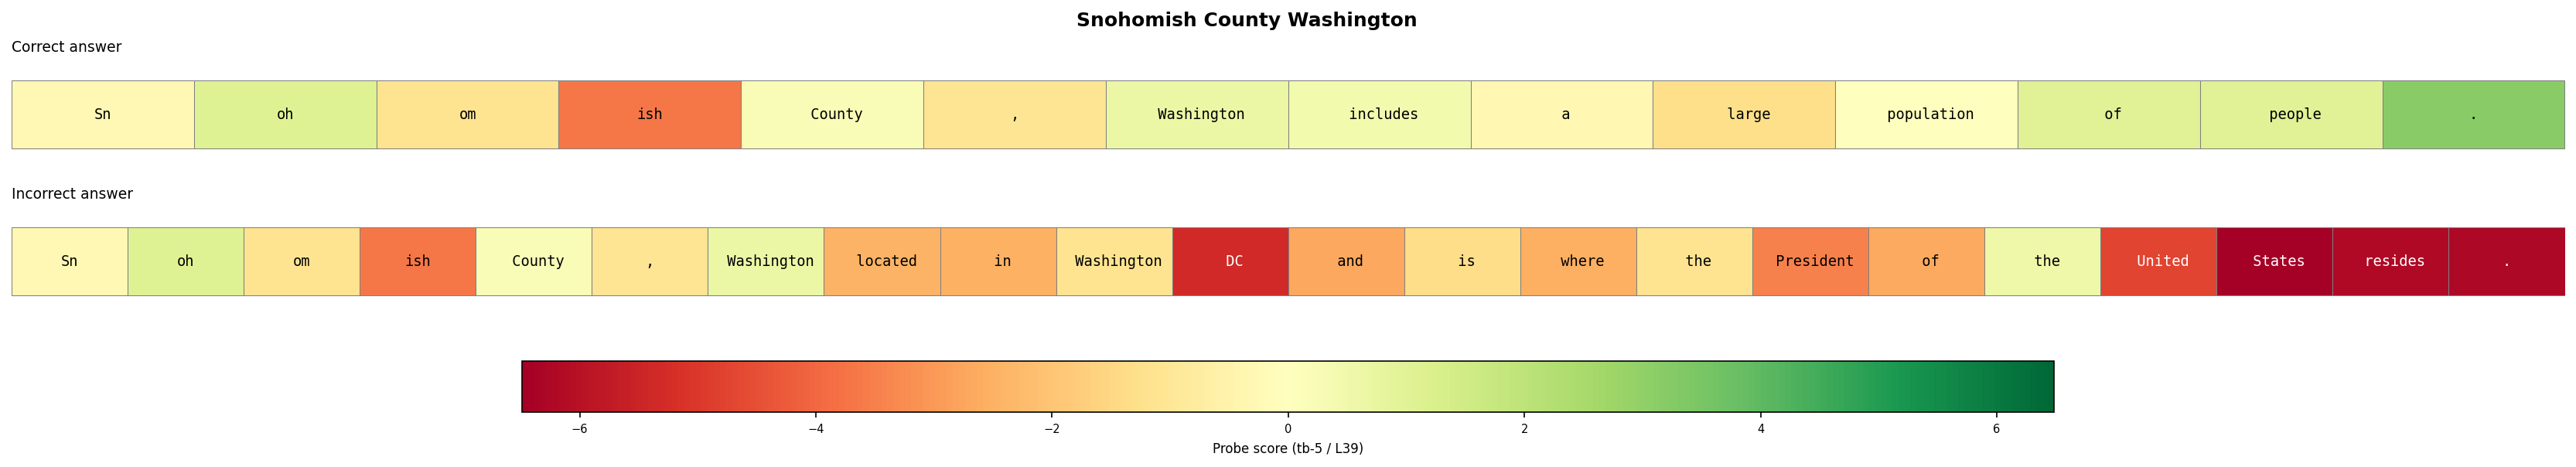 Snohomish County Washington
Correct answer
Sn oh om ish County , Washington includes a large population of people .
Incorrect answer
Sn oh om ish County , Washington located in Washington DC and is where the President of the United States resides .
−6 −4 −2 0 2 4 6
Probe score (tb-5 / L39)